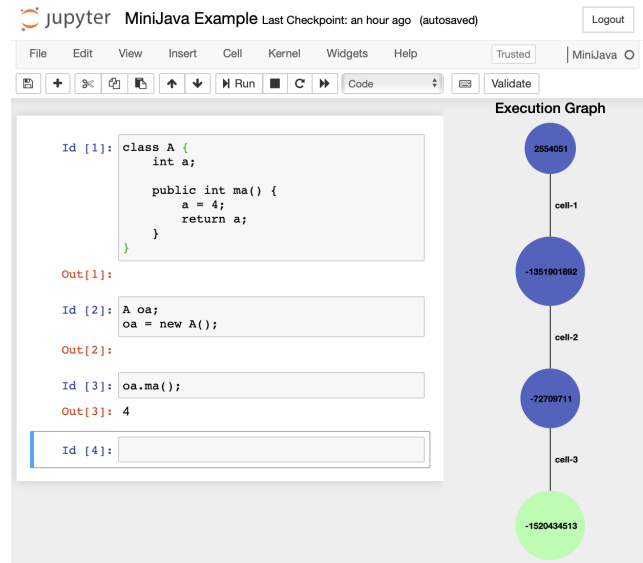 jupyter MiniJava Example Last Checkpoint: an hour ago (autosaved) Logout
File Edit View Insert Cell Kernel Widgets Help Trusted MiniJava
Run Code Validate
Execution Graph
Id [1]: class A {
int a;
public int ma() {
a = 4;
return a;
}
}
Out[1]:
Id [2]: A oa;
oa = new A();
Out[2]:
Id [3]: oa.ma();
Out[3]: 4
Id [4]:
2554051
cell-1
-1351901892
cell-2
-72709711
cell-3
-1520434513